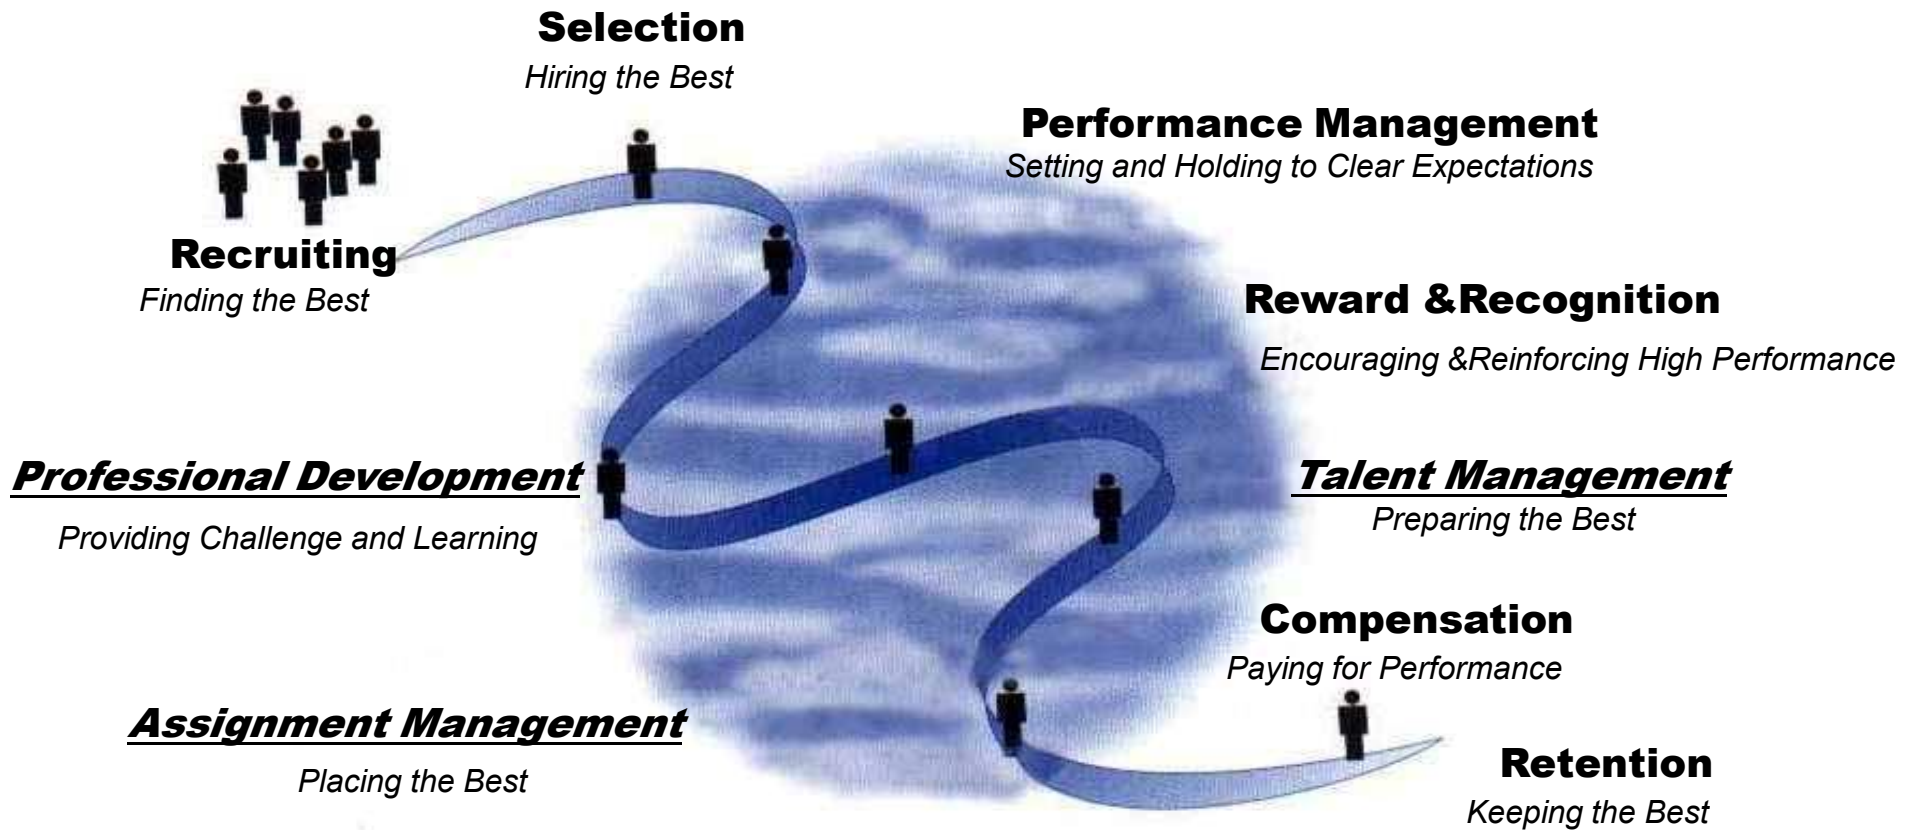 Selection
Hiring the Best
Performance Management
Setting and Holding to Clear Expectations
Recruiting
Finding the Best
Reward &Recognition
Encouraging &Reinforcing High Performance
Professional Development
Providing Challenge and Learning
Talent Management
Preparing the Best
Compensation
Paying for Performance
Assignment Management
Placing the Best
Retention
Keeping the Best